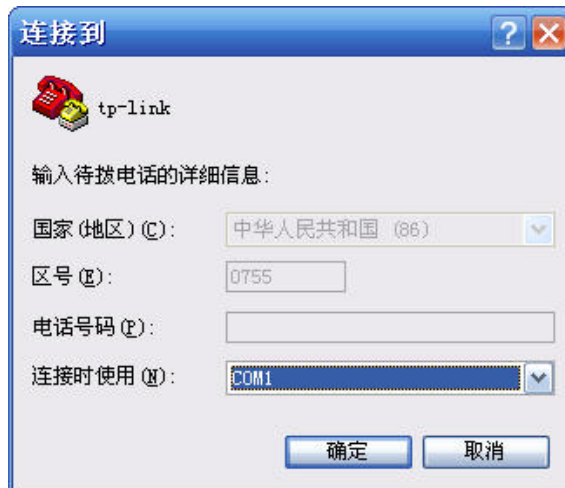 连接到
tp-link
输入待拨电话的详细信息:
国家(地区)(C): 中华人民共和国 (86)
区号(E): 0755
电话号码(P):
连接时使用(N): COM1
确定 取消